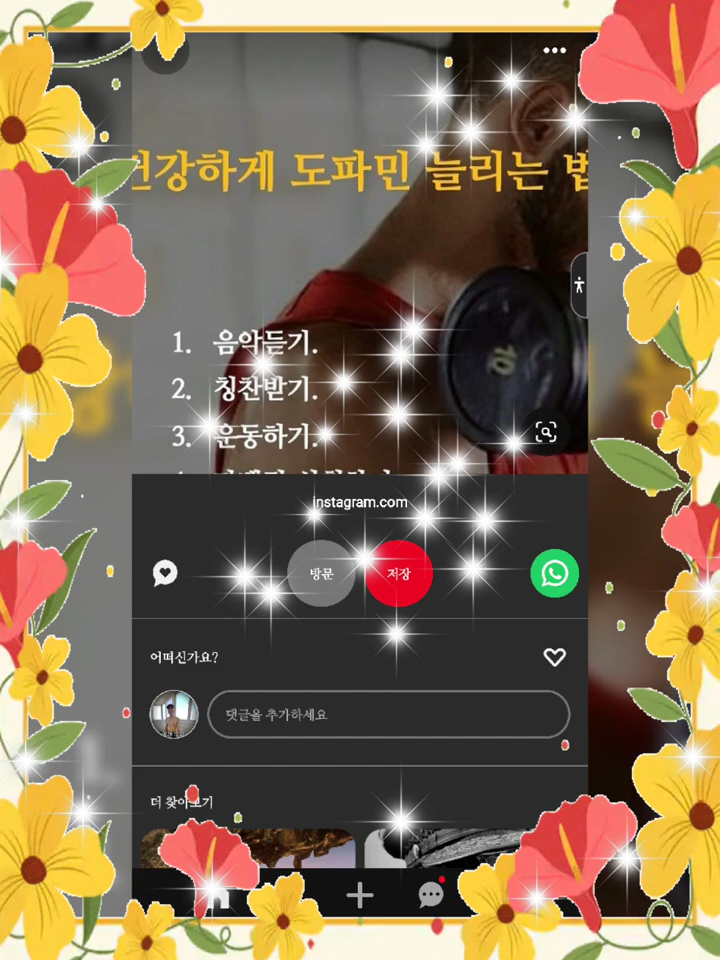 건강하게 도파민 늘리는 법
10
1. 음악듣기.
2. 칭찬받기.
3. 운동하기.
instagram.com
방문
저장
어떠신가요?
댓글을 추가하세요
더 찾아보기